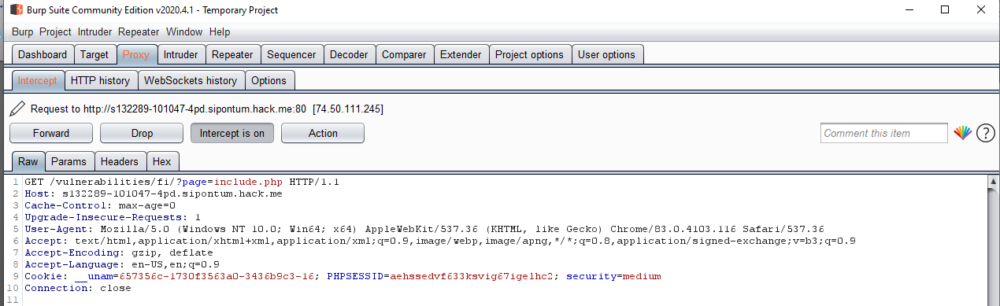 Burp Suite Community Edition v2020.4.1 - Temporary Project
Burp Project Intruder Repeater Window Help
Dashboard Target Proxy Intruder Repeater Sequencer Decoder Comparer Extender Project options User options
Intercept HTTP history WebSockets history Options
Request to http://s132289-101047-4pd.sipontum.hack.me:80 [74.50.111.245]
Forward Drop Intercept is on Action Comment this item ?
Raw Params Headers Hex
1 GET /vulnerabilities/fi/?page=include.php HTTP/1.1
2 Host: s132289-101047-4pd.sipontum.hack.me
3 Cache-Control: max-age=0
4 Upgrade-Insecure-Requests: 1
5 User-Agent: Mozilla/5.0 (Windows NT 10.0; Win64; x64) AppleWebKit/537.36 (KHTML, like Gecko) Chrome/83.0.4103.116 Safari/537.36
6 Accept: text/html,application/xhtml+xml,application/xml;q=0.9,image/webp,image/apng,*/*;q=0.8,application/signed-exchange;v=b3;q=0.9
7 Accept-Encoding: gzip, deflate
8 Accept-Language: en-US,en;q=0.9
9 Cookie: __unam=657356c-1730f3563a0-3436b9c3-16; PHPSESSID=aehssedvf633ksvig67igelhc2; security=medium
10 Connection: close
11